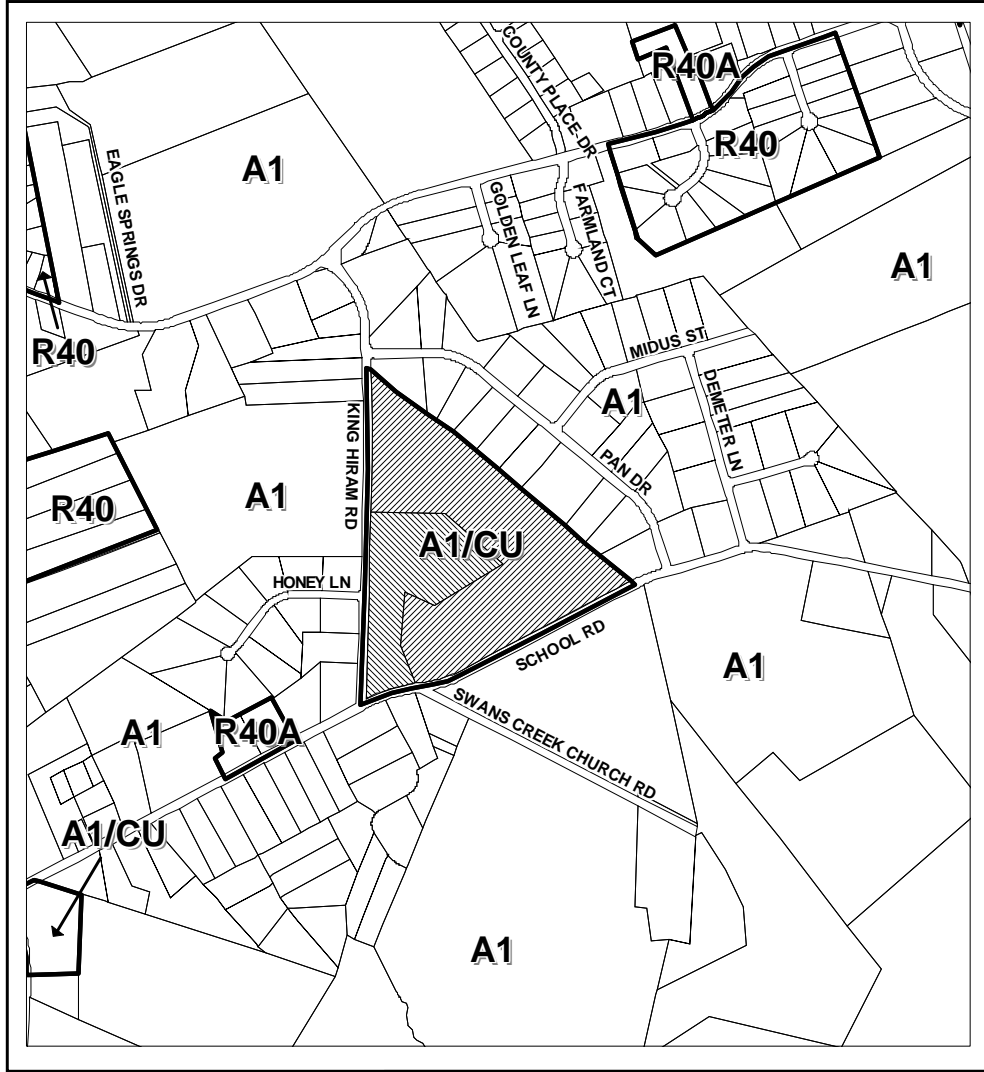 COUNTY PLACE DR
R40A
R40
EAGLE SPRINGS DR
A1
GOLDEN LEAF LN
FARMLAND CT
A1
R40
MIDUS ST
A1
DEMETER LN
KING HIRAM RD
PAN DR
R40
A1
A1/CU
HONEY LN
SCHOOL RD
A1
SWANS CREEK CHURCH RD
A1
R40A
A1/CU
A1